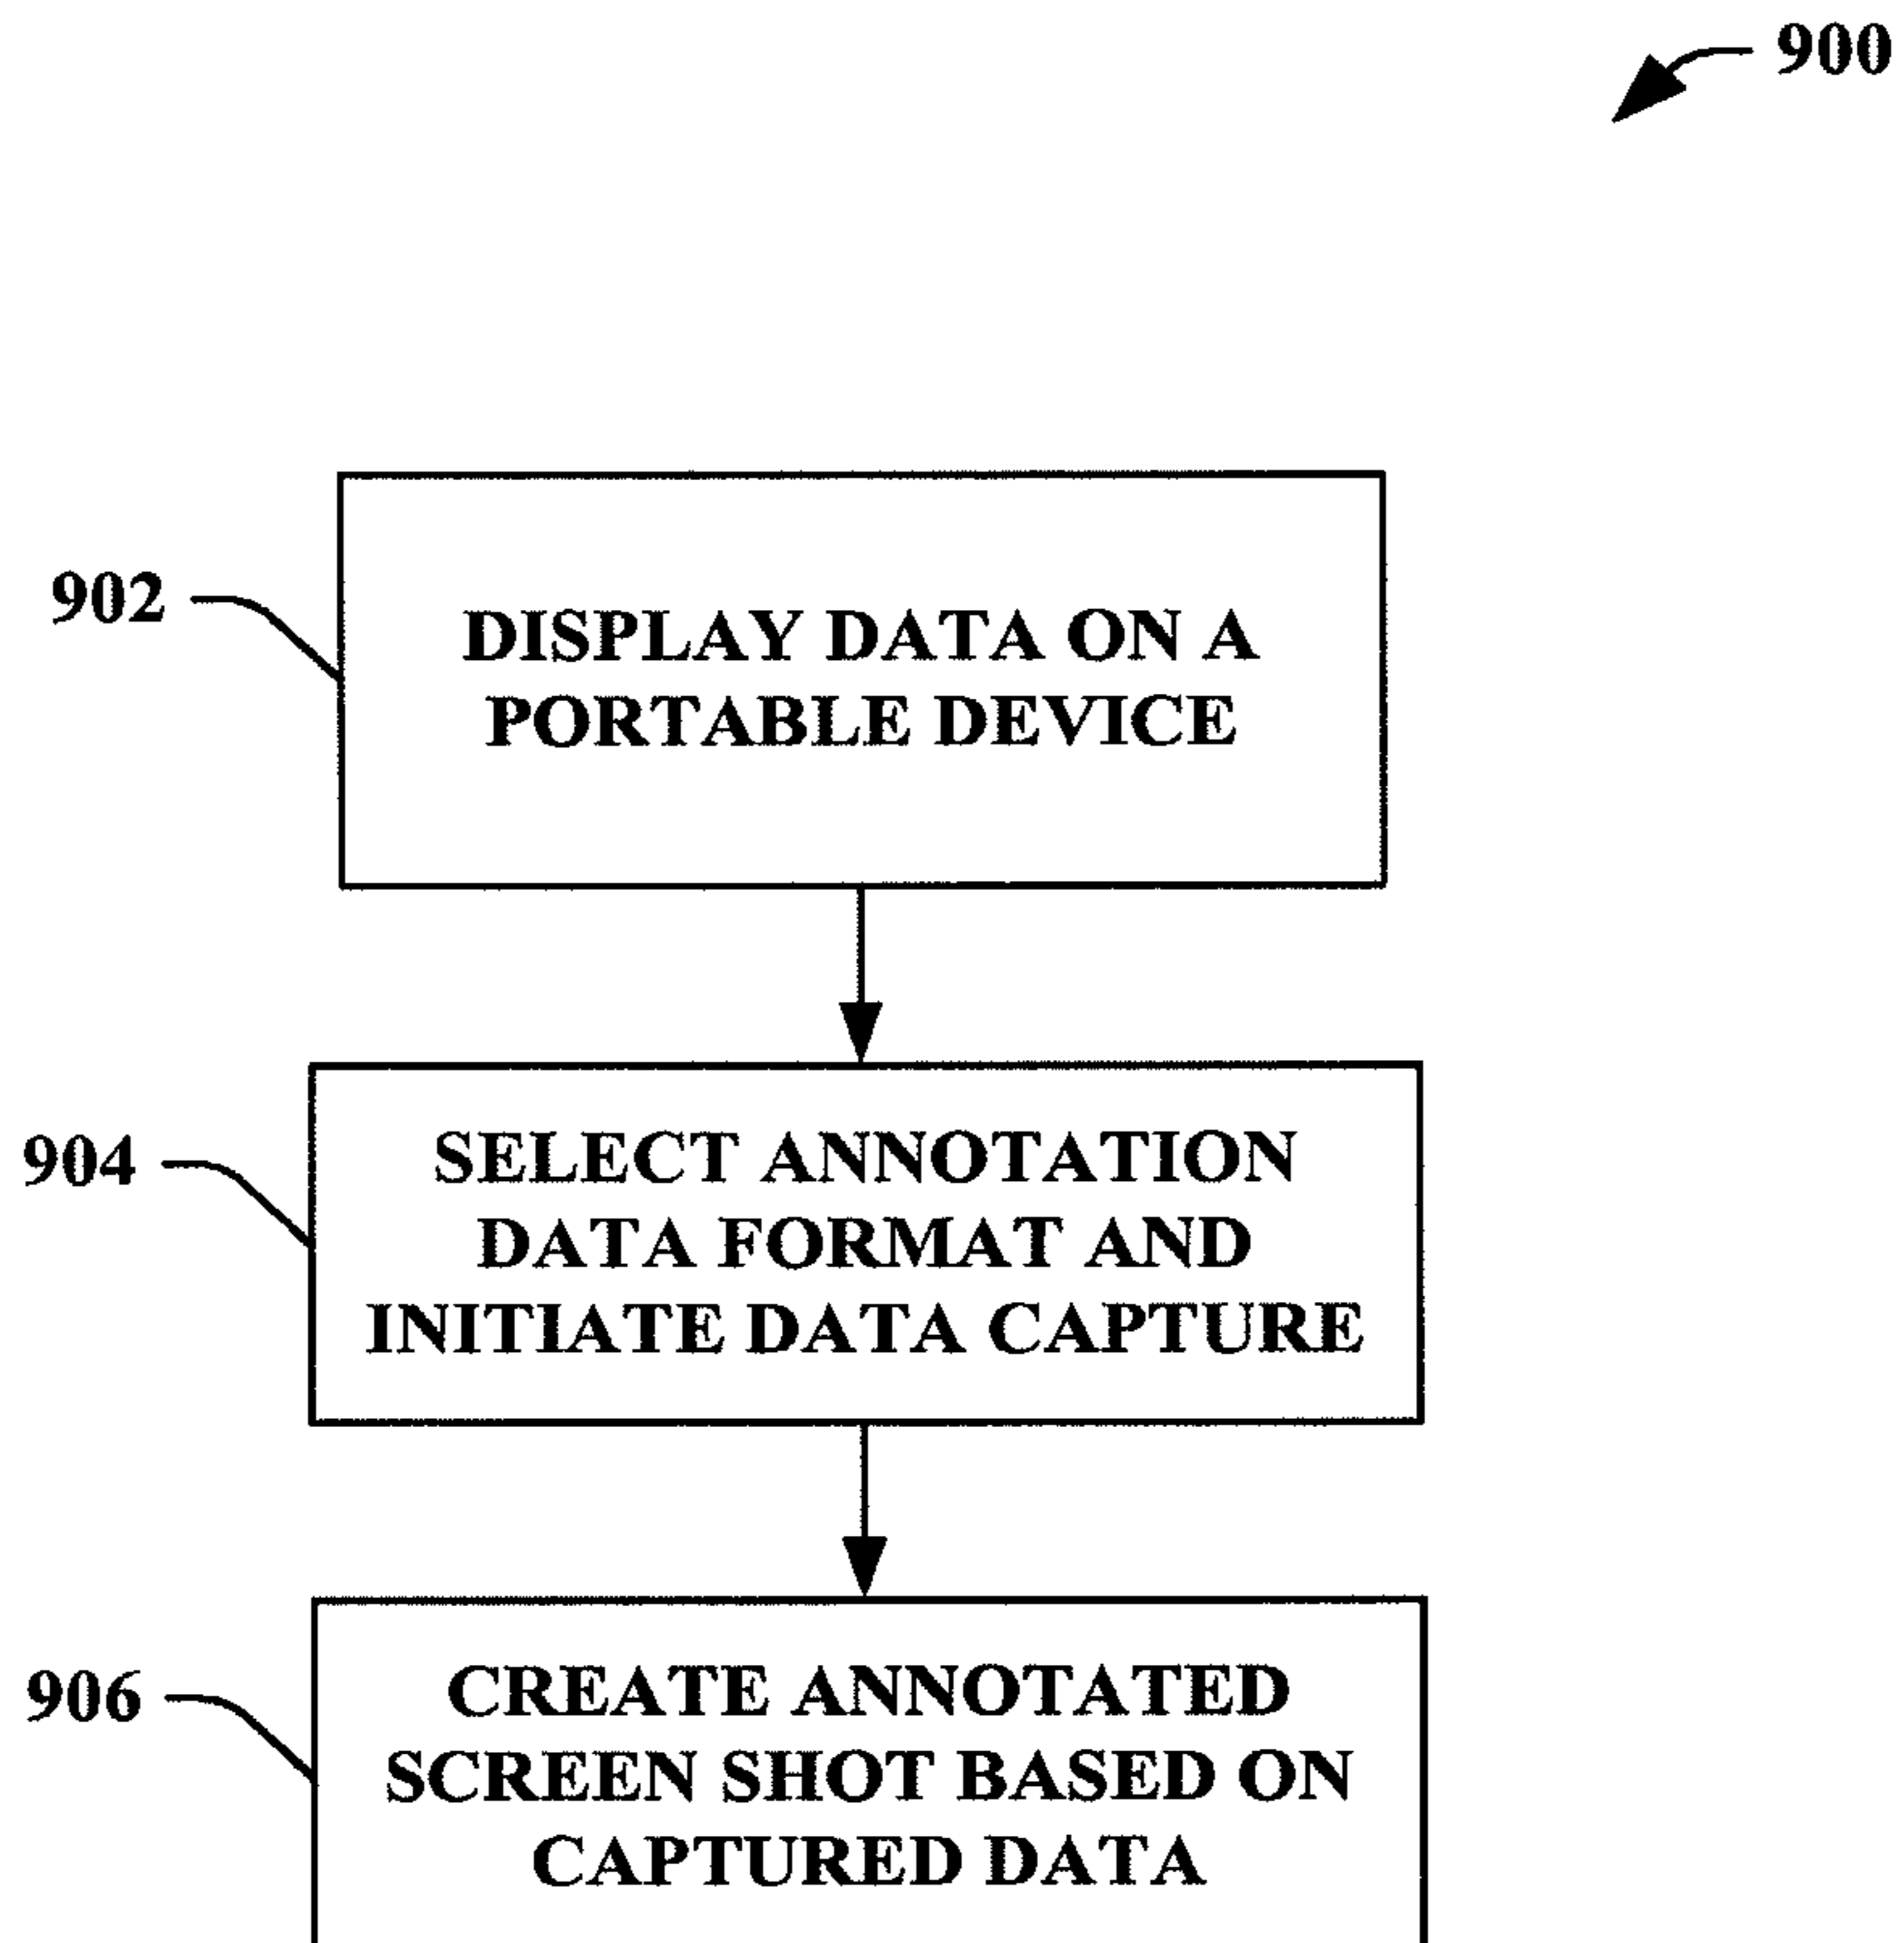 900
902
DISPLAY DATA ON A
PORTABLE DEVICE
904
SELECT ANNOTATION
DATA FORMAT AND
INITIATE DATA CAPTURE
906
CREATE ANNOTATED
SCREEN SHOT BASED ON
CAPTURED DATA